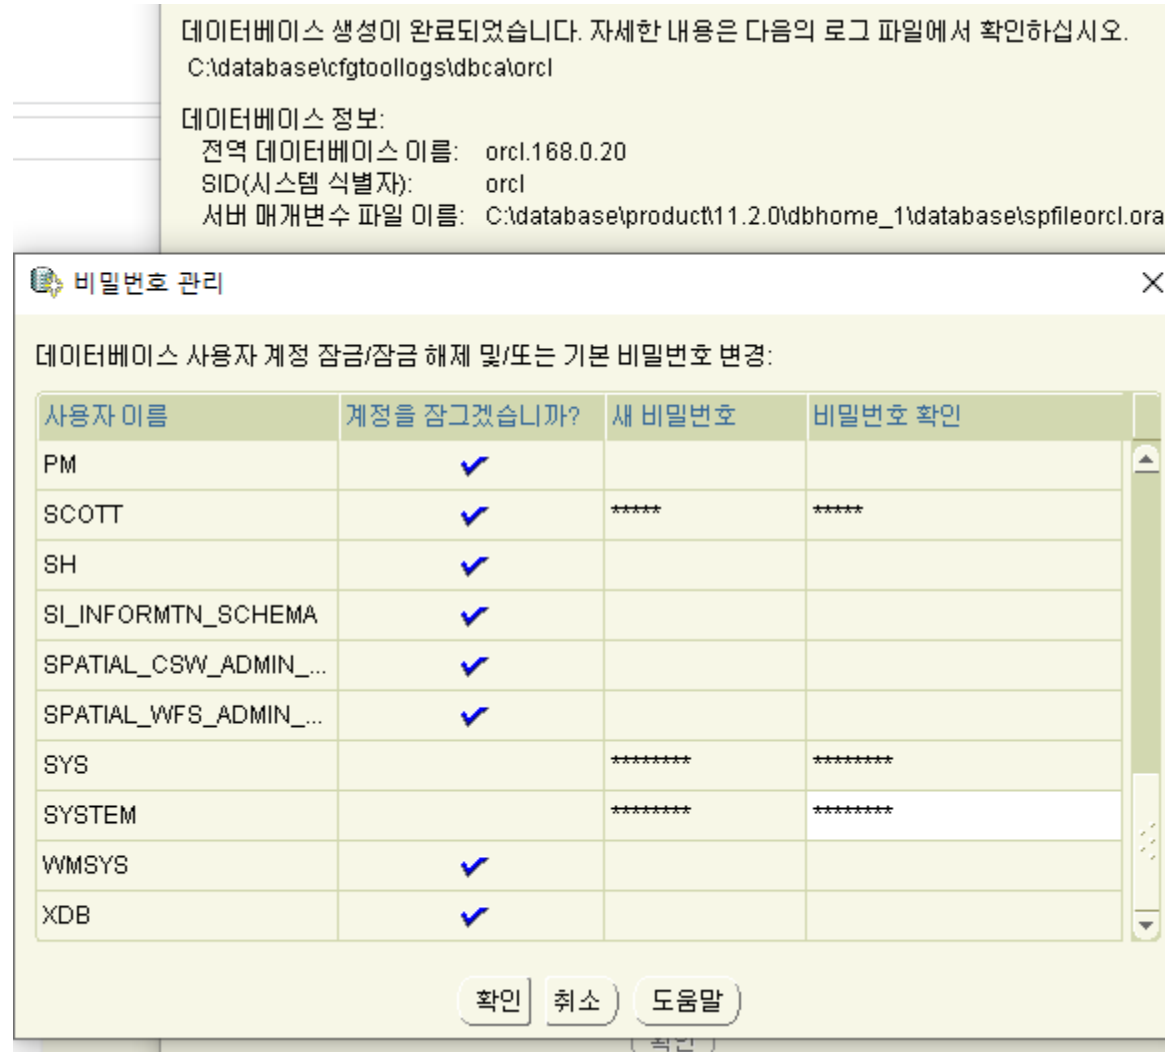 데이터베이스 생성이 완료되었습니다. 자세한 내용은 다음의 로그 파일에서 확인하십시오.
C:\database\cfgtoollogs\dbca\orcl
데이터베이스 정보:
전역 데이터베이스 이름: orcl.168.0.20
SID(시스템 식별자): orcl
서버 매개변수 파일 이름: C:\database\product\11.2.0\dbhome_1\database\spfileorcl.ora
비밀번호 관리
데이터베이스 사용자 계정 잠금/잠금 해제 및/또는 기본 비밀번호 변경:
사용자 이름 계정을 잠그겠습니까? 새 비밀번호 비밀번호 확인
PM
SCOTT ***** *****
SH
SI_INFORMTN_SCHEMA
SPATIAL_CSW_ADMIN_...
SPATIAL_WFS_ADMIN_...
SYS ******** ********
SYSTEM ******** ********
WMSYS
XDB
확인 취소 도움말
확인